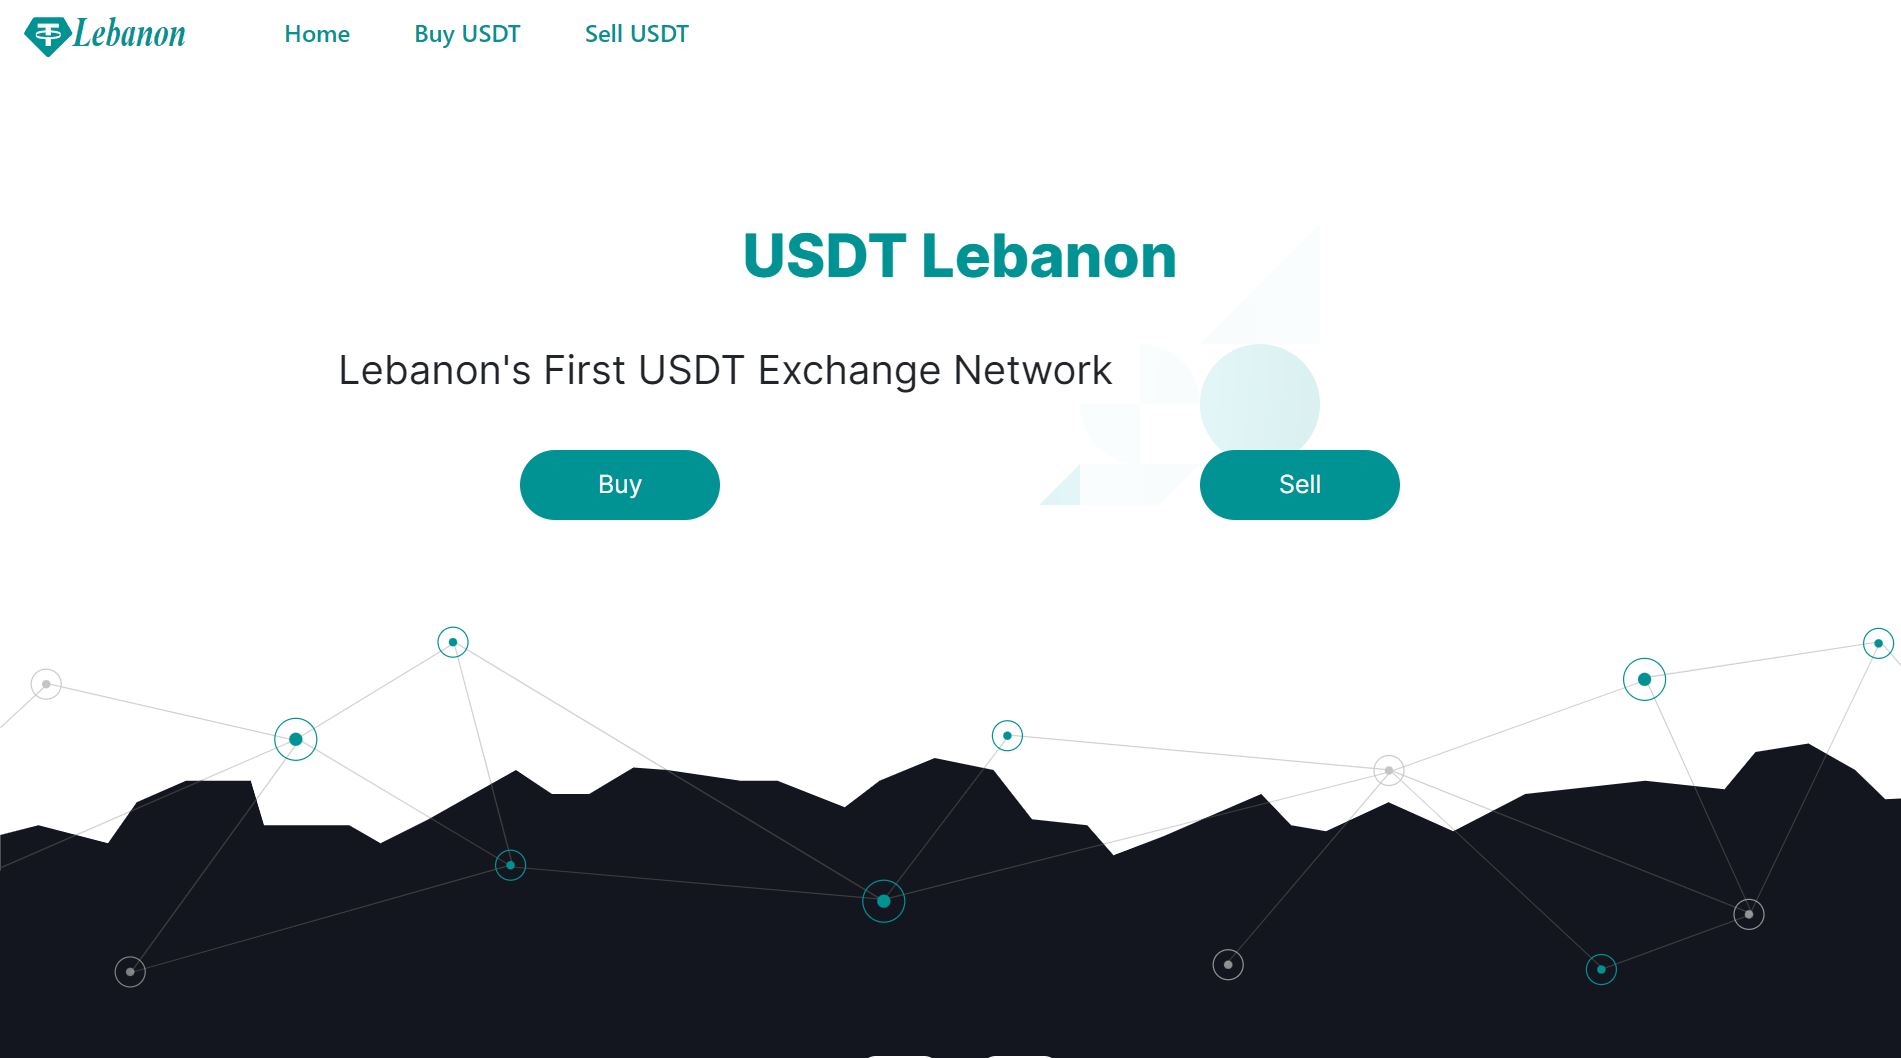 Lebanon
Home
Buy USDT
Sell USDT
USDT Lebanon
Lebanon's First USDT Exchange Network
Buy
Sell